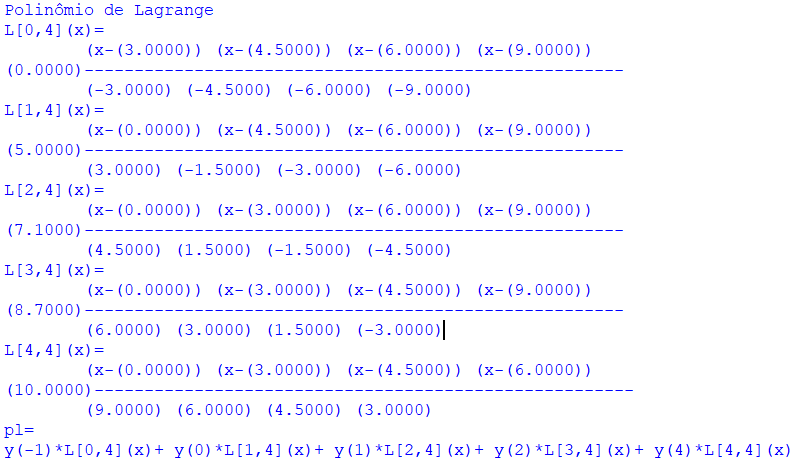 Polinômio de Lagrange
L[0,4](x)=
(x-(3.0000)) (x-(4.5000)) (x-(6.0000)) (x-(9.0000))
(0.0000)------------------------------------------------------
(-3.0000) (-4.5000) (-6.0000) (-9.0000)
L[1,4](x)=
(x-(0.0000)) (x-(4.5000)) (x-(6.0000)) (x-(9.0000))
(5.0000)------------------------------------------------------
(3.0000) (-1.5000) (-3.0000) (-6.0000)
L[2,4](x)=
(x-(0.0000)) (x-(3.0000)) (x-(6.0000)) (x-(9.0000))
(7.1000)------------------------------------------------------
(4.5000) (1.5000) (-1.5000) (-4.5000)
L[3,4](x)=
(x-(0.0000)) (x-(3.0000)) (x-(4.5000)) (x-(9.0000))
(8.7000)------------------------------------------------------
(6.0000) (3.0000) (1.5000) (-3.0000)
L[4,4](x)=
(x-(0.0000)) (x-(3.0000)) (x-(4.5000)) (x-(6.0000))
(10.0000)------------------------------------------------------
(9.0000) (6.0000) (4.5000) (3.0000)
pl=
y(-1)*L[0,4](x)+ y(0)*L[1,4](x)+ y(1)*L[2,4](x)+ y(2)*L[3,4](x)+ y(4)*L[4,4](x)